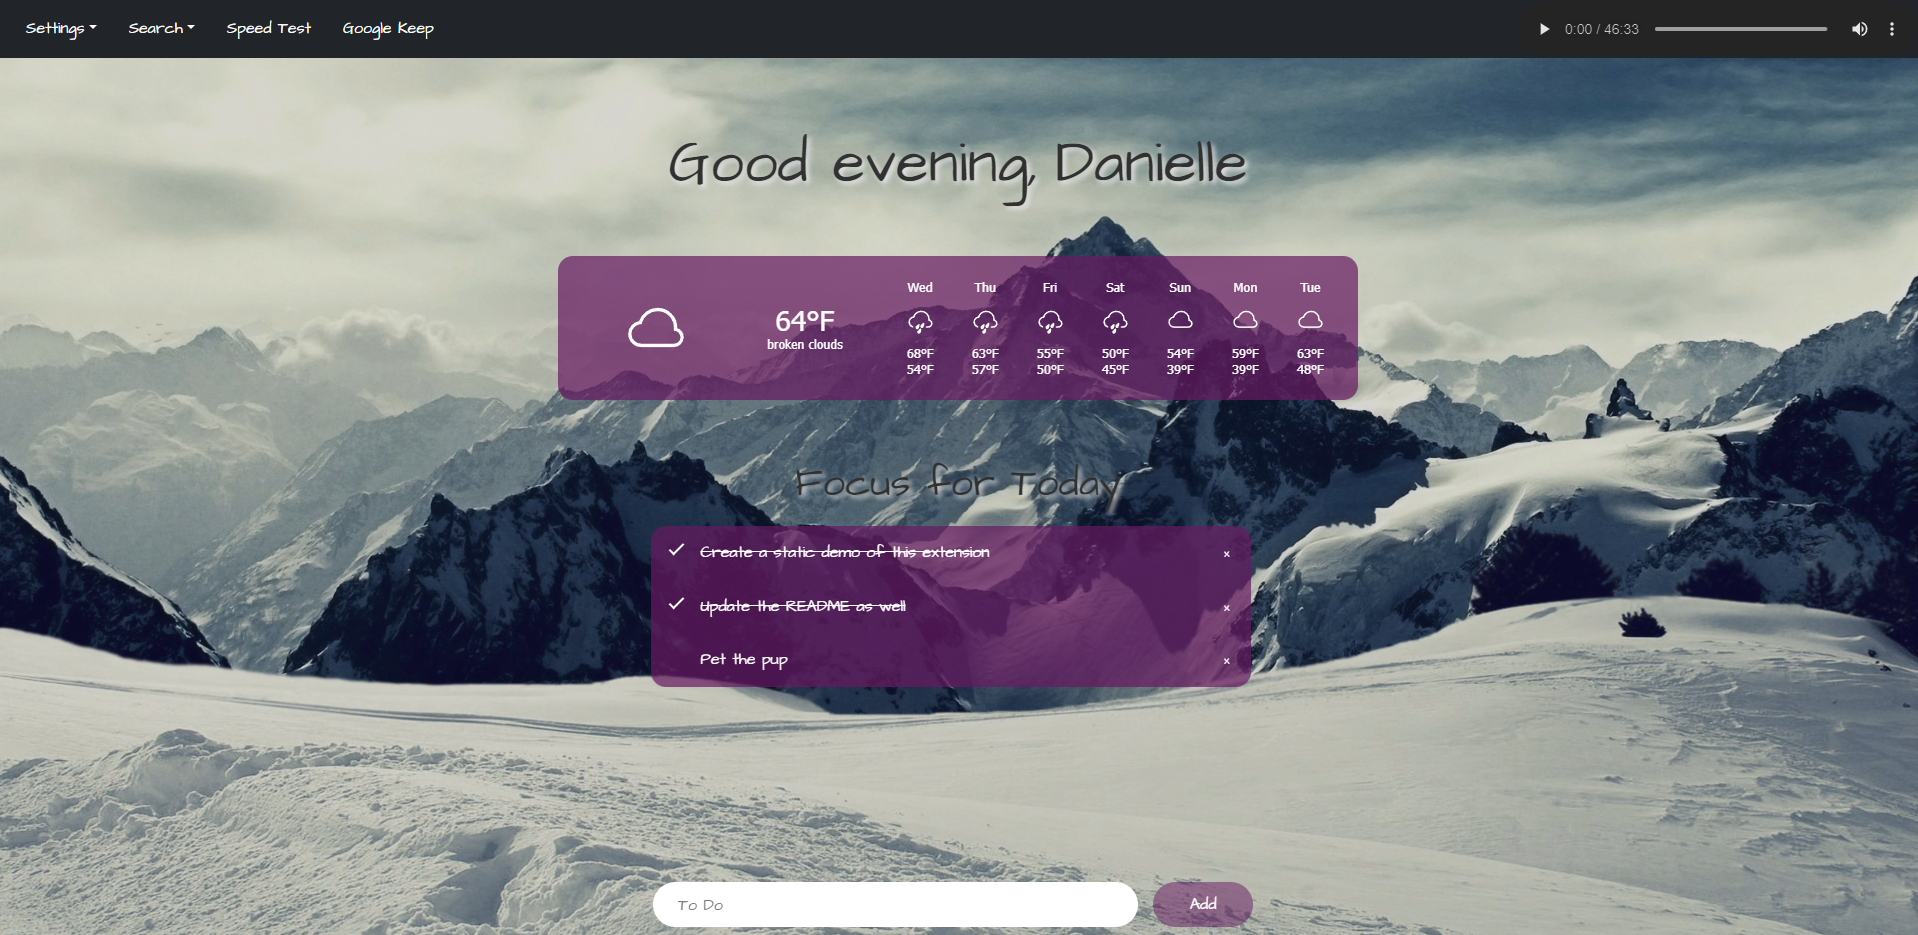 Settings Search Speed Test Google Keep 0:00 / 46:33
Good evening, Danielle
Wed Thu Fri Sat Sun Mon Tue
64°F
broken clouds
68°F 63°F 55°F 50°F 54°F 59°F 63°F
54°F 57°F 50°F 45°F 39°F 39°F 48°F
Focus for Today
Create a static demo of this extension ×
Update the README as well ×
Pet the pup ×
To Do Add